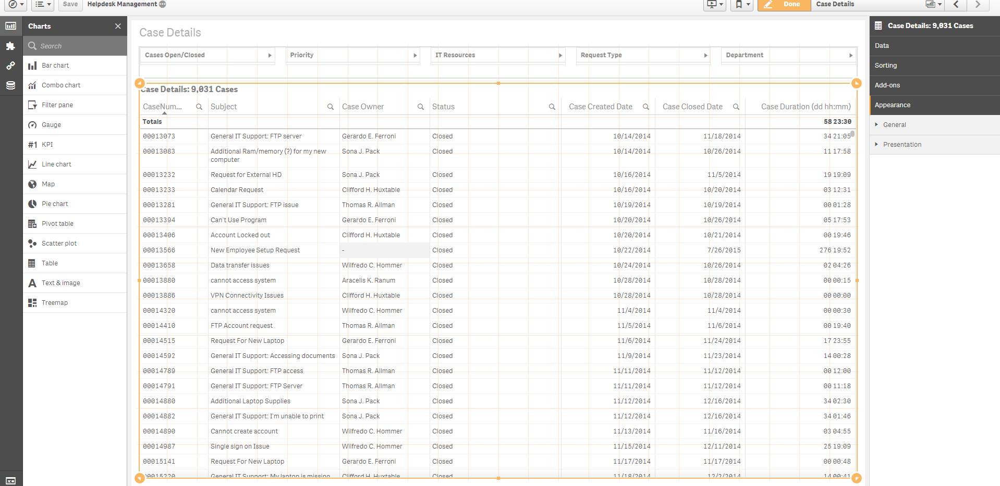 Save
Helpdesk Management
Done
Case Details
Charts
Search
Bar chart
Combo chart
Filter pane
Gauge
#1 KPI
Line chart
Map
Pie chart
Pivot table
Scatter plot
Table
A Text & image
Treemap
Case Details
Cases Open/Closed Priority IT Resources Request Type Department
Case Details: 9,031 Cases
CaseNum... Subject Case Owner Status Case Created Date Case Closed Date Case Duration (dd hh:mm)
Totals 58 23:30
00013073 General IT Support: FTP server Gerardo E. Ferroni Closed 10/14/2014 11/18/2014 34 21:05
00013083 Additional Ram/memory (?) for my new Sona J. Pack Closed 10/14/2014 10/26/2014 11 17:58
computer
00013232 Request for External HD Sona J. Pack Closed 10/16/2014 11/5/2014 19 19:09
00013233 Calendar Request Clifford H. Huxtable Closed 10/16/2014 10/20/2014 03 12:31
00013281 General IT Support: FTP issue Thomas R. Allman Closed 10/19/2014 10/19/2014 00 01:28
00013394 Can't Use Program Gerardo E. Ferroni Closed 10/20/2014 10/26/2014 05 17:53
00013406 Account Locked out Clifford H. Huxtable Closed 10/20/2014 10/21/2014 00 19:46
00013566 New Employee Setup Request - Closed 10/22/2014 7/26/2015 276 19:52
00013658 Data transfer issues Wilfredo C. Hommer Closed 10/24/2014 10/26/2014 02 04:26
00013880 cannot access system Aracelis K. Ranum Closed 10/28/2014 10/28/2014 00 00:15
00013886 VPN Connectivity Issues Clifford H. Huxtable Closed 10/28/2014 10/28/2014 00 00:00
00014320 cannot access system Wilfredo C. Hommer Closed 11/4/2014 11/4/2014 00 00:30
00014410 FTP Account request Thomas R. Allman Closed 11/5/2014 11/6/2014 00 19:40
00014515 Request For New Laptop Gerardo E. Ferroni Closed 11/6/2014 11/24/2014 17 23:55
00014592 General IT Support: Accessing documents Sona J. Pack Closed 11/9/2014 11/23/2014 14 00:28
00014789 General IT Support: FTP access Thomas R. Allman Closed 11/11/2014 11/12/2014 00 12:00
00014791 General IT Support: FTP Server Thomas R. Allman Closed 11/11/2014 11/12/2014 00 11:18
00014880 Additional Laptop Supplies Sona J. Pack Closed 11/12/2014 12/16/2014 34 02:30
00014882 General IT Support: I'm unable to print Sona J. Pack Closed 11/12/2014 12/16/2014 34 01:46
00014890 Cannot create account Wilfredo C. Hommer Closed 11/13/2014 11/16/2014 03 04:55
00014987 Single sign on Issue Wilfredo C. Hommer Closed 11/15/2014 12/11/2014 25 19:09
00015141 Request For New Laptop Gerardo E. Ferroni Closed 11/17/2014 11/17/2014 00 00:48
00015220 General IT Support: My laptop is missing Clifford H. Huxtable Closed 11/18/2014 12/2/2014 14 00:41
Case Details: 9,031 Cases
Data
Sorting
Add-ons
Appearance
General
Presentation